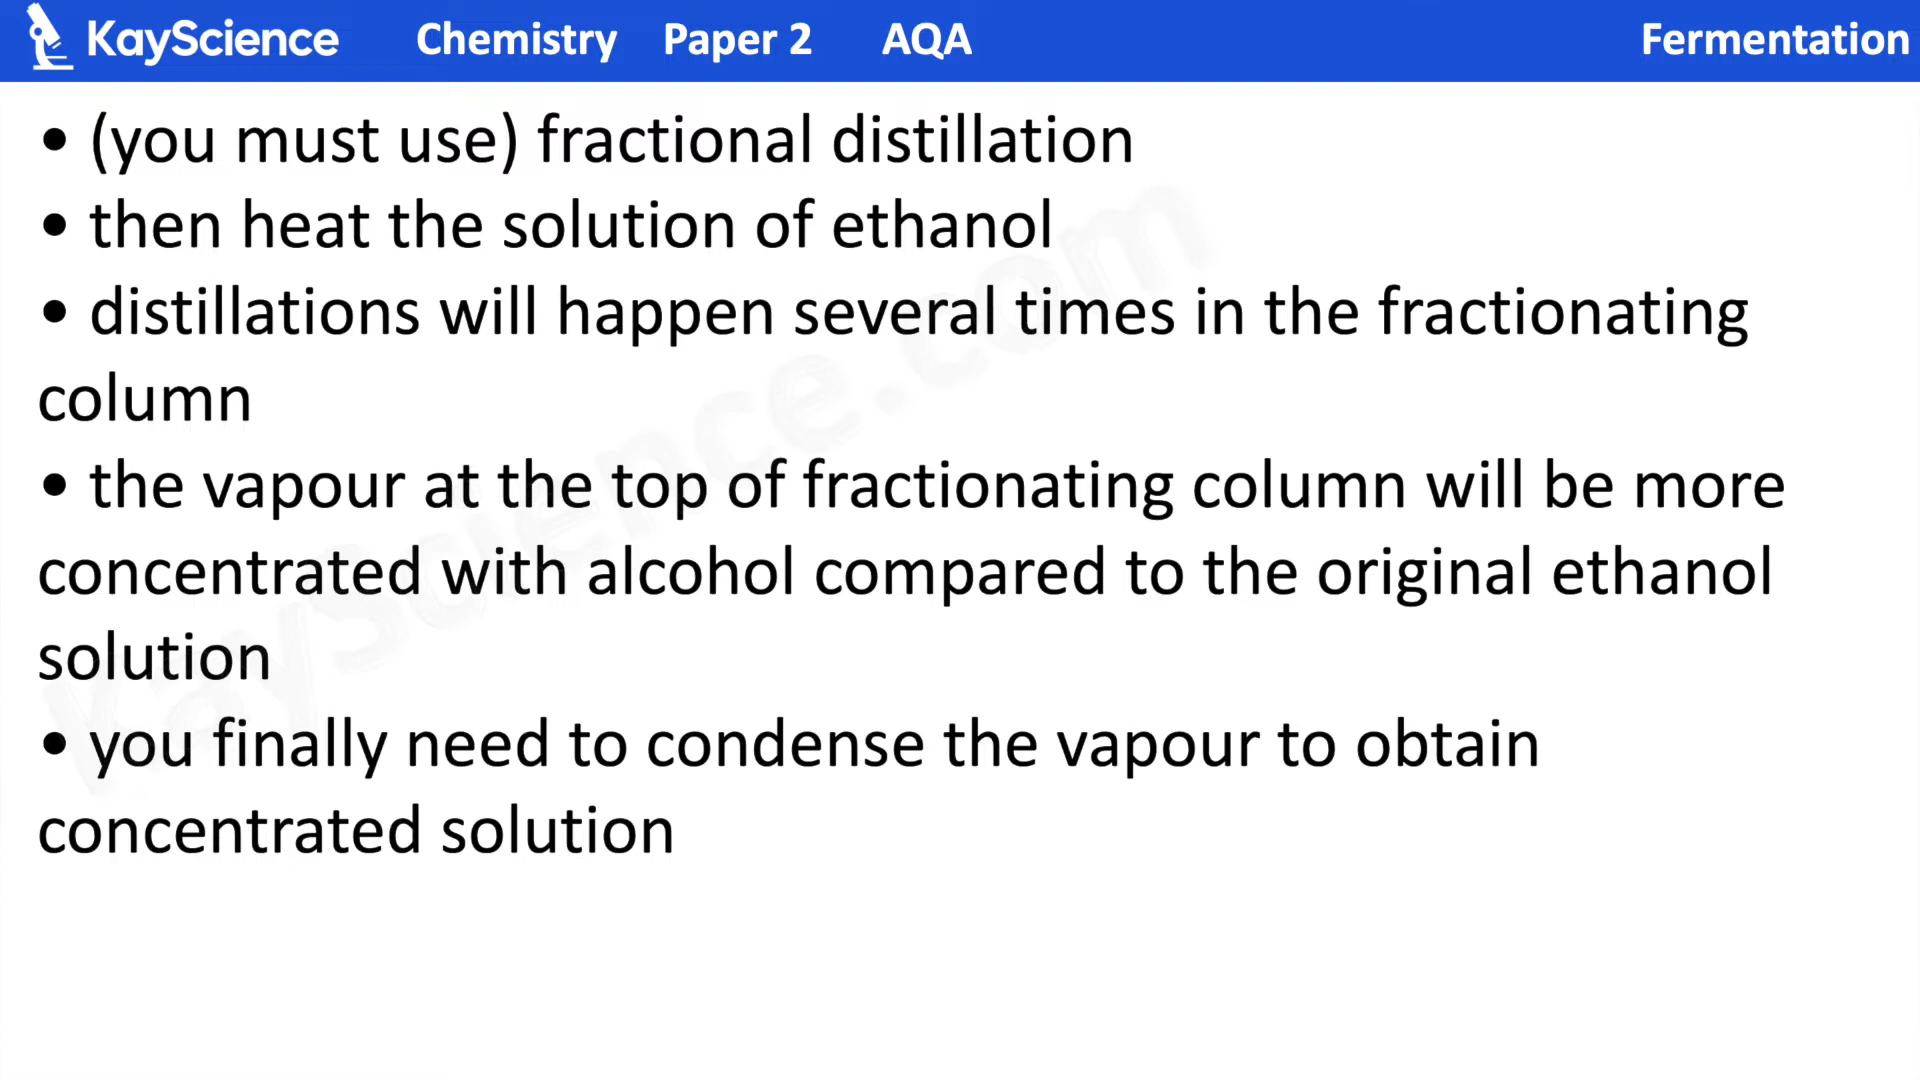 KayScience Chemistry Paper 2 AQA Fermentation
• (you must use) fractional distillation
• then heat the solution of ethanol
• distillations will happen several times in the fractionating
column
• the vapour at the top of fractionating column will be more
concentrated with alcohol compared to the original ethanol
solution
• you finally need to condense the vapour to obtain
concentrated solution
KayScience.com